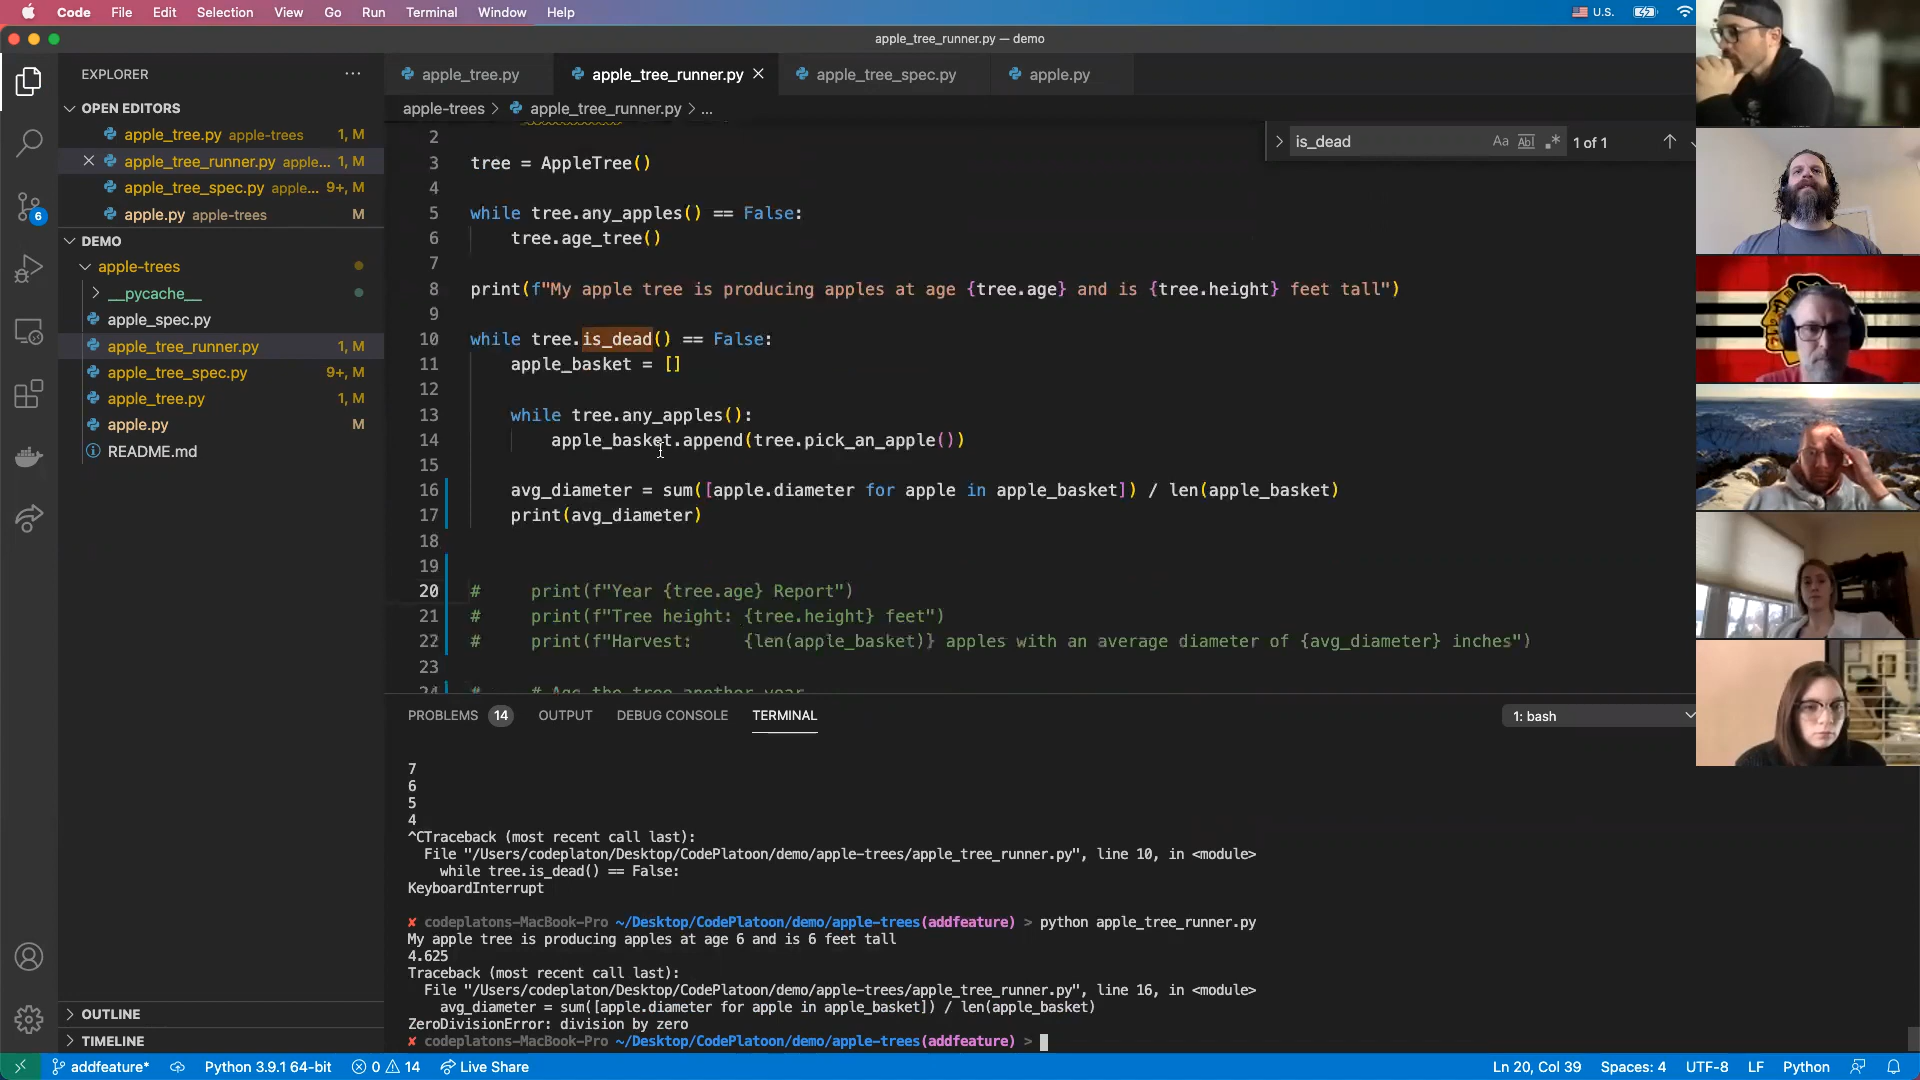 Code File Edit Selection View Go Run Terminal Window Help U.S.
apple_tree_runner.py — demo
EXPLORER
apple_tree.py apple_tree_runner.py apple_tree_spec.py apple.py
OPEN EDITORS
apple_tree.py apple-trees 1, M
apple_tree_runner.py apple... 1, M
apple_tree_spec.py apple... 9+, M
apple.py apple-trees M
DEMO
apple-trees
__pycache__
apple_spec.py
apple_tree_runner.py 1, M
apple_tree_spec.py 9+, M
apple_tree.py 1, M
apple.py M
README.md
OUTLINE
TIMELINE
6
apple-trees > apple_tree_runner.py > ...
is_dead Aa Abl .* 1 of 1
2
3 tree = AppleTree()
4
5 while tree.any_apples() == False:
6 tree.age_tree()
7
8 print(f"My apple tree is producing apples at age {tree.age} and is {tree.height} feet tall")
9
10 while tree.is_dead() == False:
11 apple_basket = []
12
13 while tree.any_apples():
14 apple_basket.append(tree.pick_an_apple())
15
16 avg_diameter = sum([apple.diameter for apple in apple_basket]) / len(apple_basket)
17 print(avg_diameter)
18
19
20 # print(f"Year {tree.age} Report")
21 # print(f"Tree height: {tree.height} feet")
22 # print(f"Harvest: {len(apple_basket)} apples with an average diameter of {avg_diameter} inches")
23
24 # # Age the tree another year
PROBLEMS 14 OUTPUT DEBUG CONSOLE TERMINAL 1: bash
7
6
5
4
^CTraceback (most recent call last):
File "/Users/codeplaton/Desktop/CodePlatoon/demo/apple-trees/apple_tree_runner.py", line 10, in <module>
while tree.is_dead() == False:
KeyboardInterrupt
✘ codeplatons-MacBook-Pro ~/Desktop/CodePlatoon/demo/apple-trees(addfeature) > python apple_tree_runner.py
My apple tree is producing apples at age 6 and is 6 feet tall
4.625
Traceback (most recent call last):
File "/Users/codeplaton/Desktop/CodePlatoon/demo/apple-trees/apple_tree_runner.py", line 16, in <module>
avg_diameter = sum([apple.diameter for apple in apple_basket]) / len(apple_basket)
ZeroDivisionError: division by zero
✘ codeplatons-MacBook-Pro ~/Desktop/CodePlatoon/demo/apple-trees(addfeature) >
addfeature* Python 3.9.1 64-bit 0 14 Live Share Ln 20, Col 39 Spaces: 4 UTF-8 LF Python